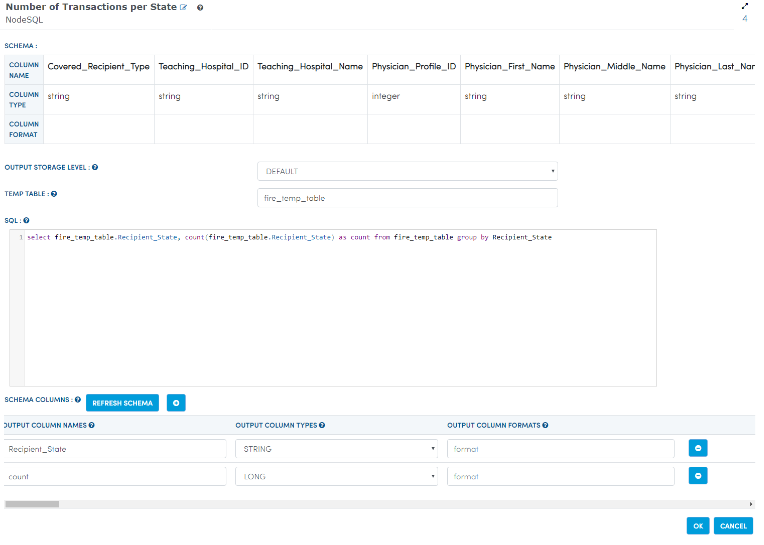 Number of Transactions per State
NodeSQL
4
SCHEMA :
COLUMN NAME Covered_Recipient_Type Teaching_Hospital_ID Teaching_Hospital_Name Physician_Profile_ID Physician_First_Name Physician_Middle_Name Physician_Last_Nar
COLUMN TYPE string string string integer string string string
COLUMN FORMAT
OUTPUT STORAGE LEVEL : DEFAULT
TEMP TABLE : fire_temp_table
SQL :
1 select fire_temp_table.Recipient_State, count(fire_temp_table.Recipient_State) as count from fire_temp_table group by Recipient_State
SCHEMA COLUMNS : REFRESH SCHEMA
OUTPUT COLUMN NAMES OUTPUT COLUMN TYPES OUTPUT COLUMN FORMATS
Recipient_State STRING format
count LONG format
OK CANCEL